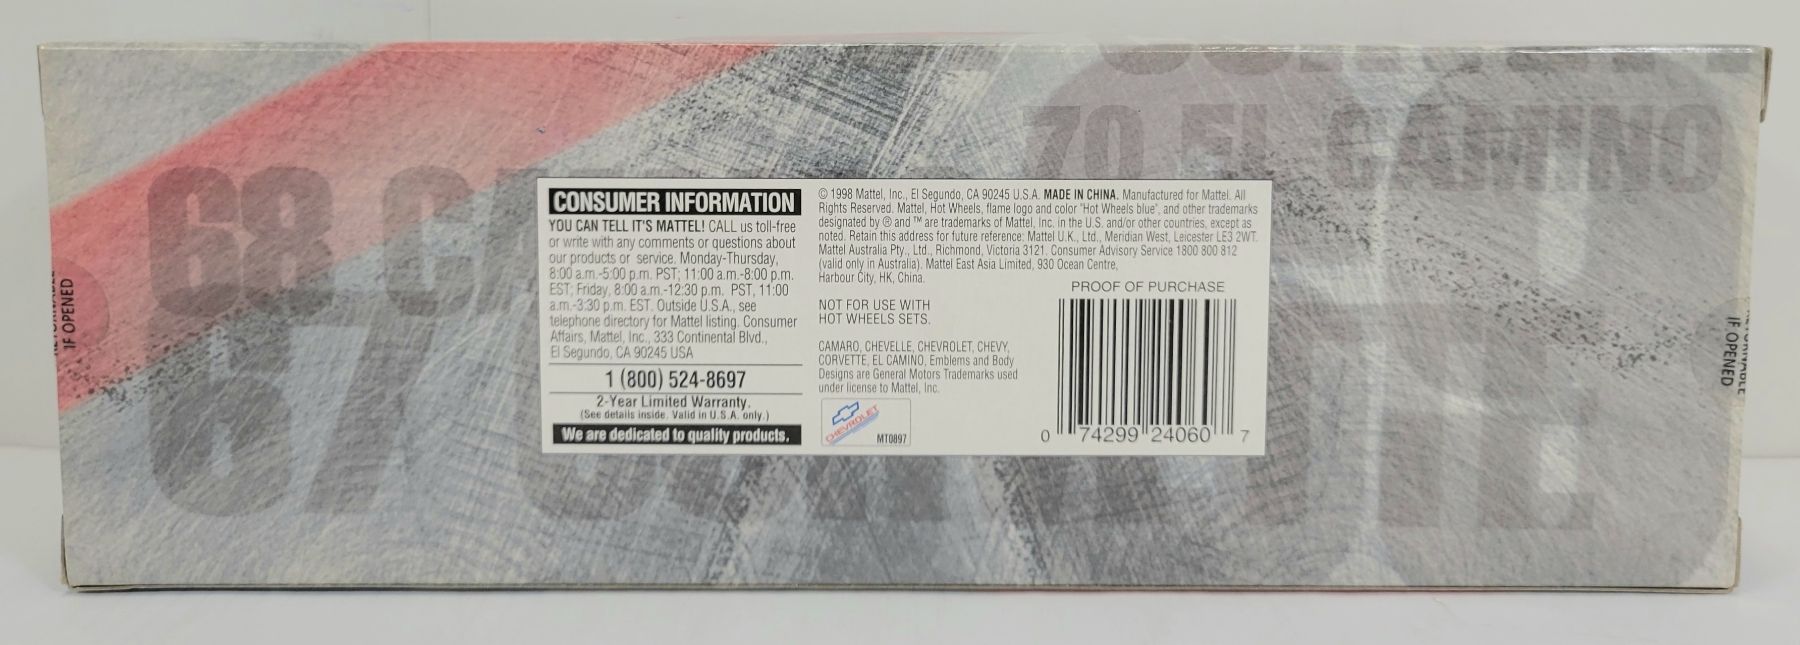 70 EL CAMINO
68
67
IF OPENED
CONSUMER INFORMATION
YOU CAN TELL IT'S MATTEL! CALL us toll-free
or write with any comments or questions about
our products or service. Monday-Thursday,
8:00 a.m.-5:00 p.m. PST; 11:00 a.m.-8:00 p.m.
EST; Friday, 8:00 a.m.-12:30 p.m. PST, 11:00
a.m.-3:30 p.m. EST. Outside U.S.A., see
telephone directory for Mattel listing. Consumer
Affairs, Mattel, Inc., 333 Continental Blvd.,
El Segundo, CA 90245 USA
1 (800) 524-8697
2-Year Limited Warranty.
(See details inside. Valid in U.S.A. only.)
We are dedicated to quality products.
© 1998 Mattel, Inc., El Segundo, CA 90245 U.S.A. MADE IN CHINA. Manufactured for Mattel. All
Rights Reserved. Mattel, Hot Wheels, flame logo and color "Hot Wheels blue", and other trademarks
designated by ® and ™ are trademarks of Mattel, Inc. in the U.S. and/or other countries, except as
noted. Retain this address for future reference: Mattel U.K., Ltd., Meridian West, Leicester LE3 2WT.
Mattel Australia Pty., Ltd., Richmond, Victoria 3121. Consumer Advisory Service 1800 800 812
(valid only in Australia). Mattel East Asia Limited, 930 Ocean Centre,
Harbour City, HK, China.
NOT FOR USE WITH
HOT WHEELS SETS.
CAMARO, CHEVELLE, CHEVROLET, CHEVY,
CORVETTE, EL CAMINO, Emblems and Body
Designs are General Motors Trademarks used
under license to Mattel, Inc.
CHEVROLET
MT0897
PROOF OF PURCHASE
0 74299 24060 7
IF OPENED